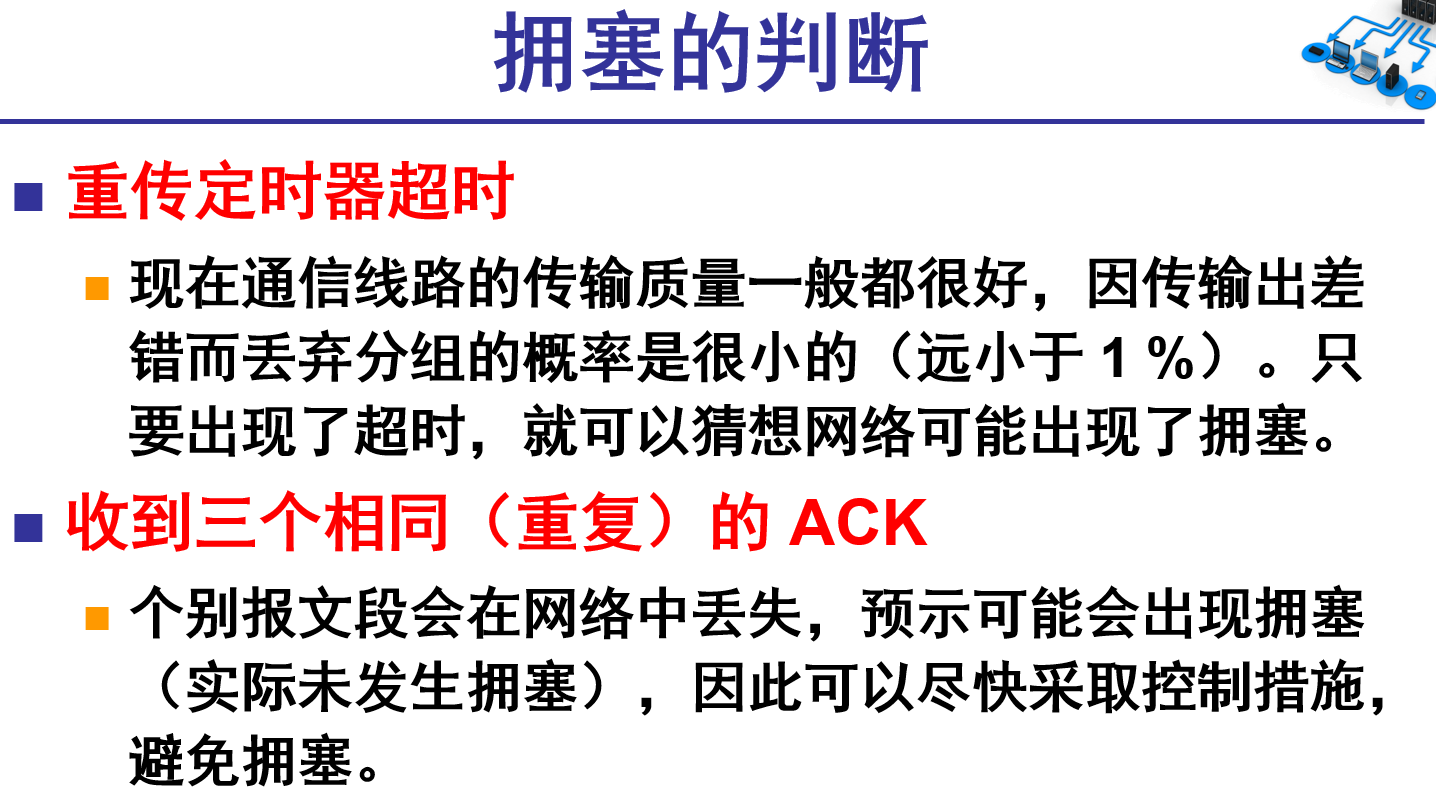 拥塞的判断
重传定时器超时
现在通信线路的传输质量一般都很好，因传输出差
错而丢弃分组的概率是很小的（远小于 1 %）。只
要出现了超时，就可以猜想网络可能出现了拥塞。
收到三个相同（重复）的 ACK
个别报文段会在网络中丢失，预示可能会出现拥塞
（实际未发生拥塞），因此可以尽快采取控制措施，
避免拥塞。